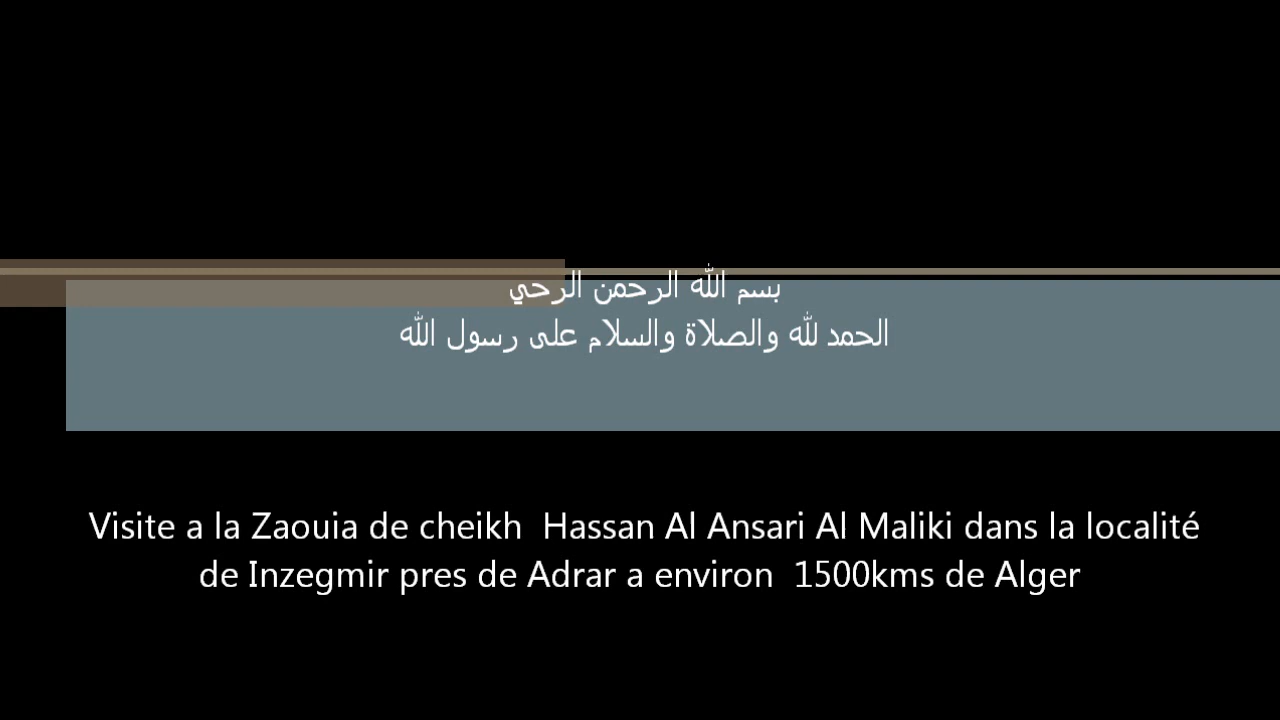 بسم الله الرحمن الرحي
الحمد لله والصلاة والسلام على رسول الله
Visite a la Zaouia de cheikh  Hassan Al Ansari Al Maliki dans la localité
de Inzegmir pres de Adrar a environ  1500kms de Alger